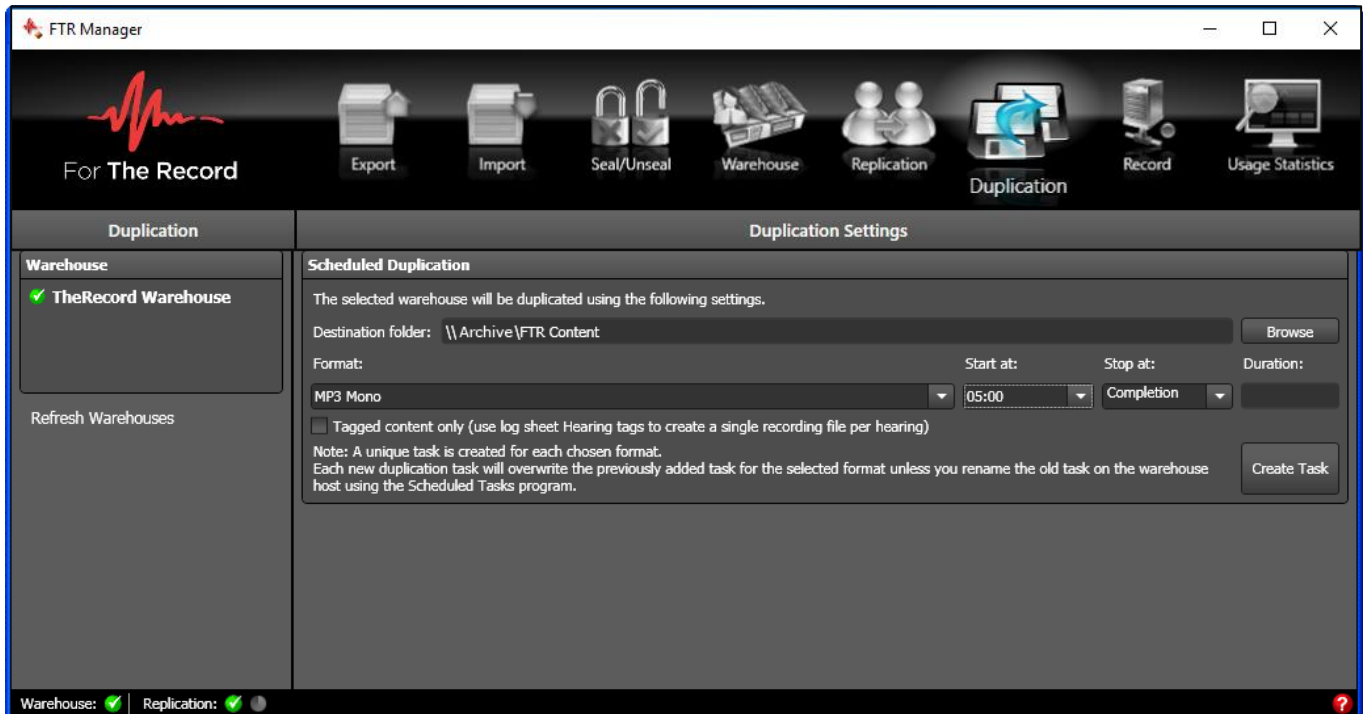 FTR Manager
For The Record
Export
Import
Seal/Unseal
Warehouse
Replication
Duplication
Record
Usage Statistics
Duplication
Duplication Settings
Warehouse
TheRecord Warehouse
Refresh Warehouses
Scheduled Duplication
The selected warehouse will be duplicated using the following settings.
Destination folder: \\Archive\FTR Content
Browse
Format:
Start at:
Stop at:
Duration:
MP3 Mono
05:00
Completion
Tagged content only (use log sheet Hearing tags to create a single recording file per hearing)
Note: A unique task is created for each chosen format.
Each new duplication task will overwrite the previously added task for the selected format unless you rename the old task on the warehouse
host using the Scheduled Tasks program.
Create Task
Warehouse:
Replication:
?